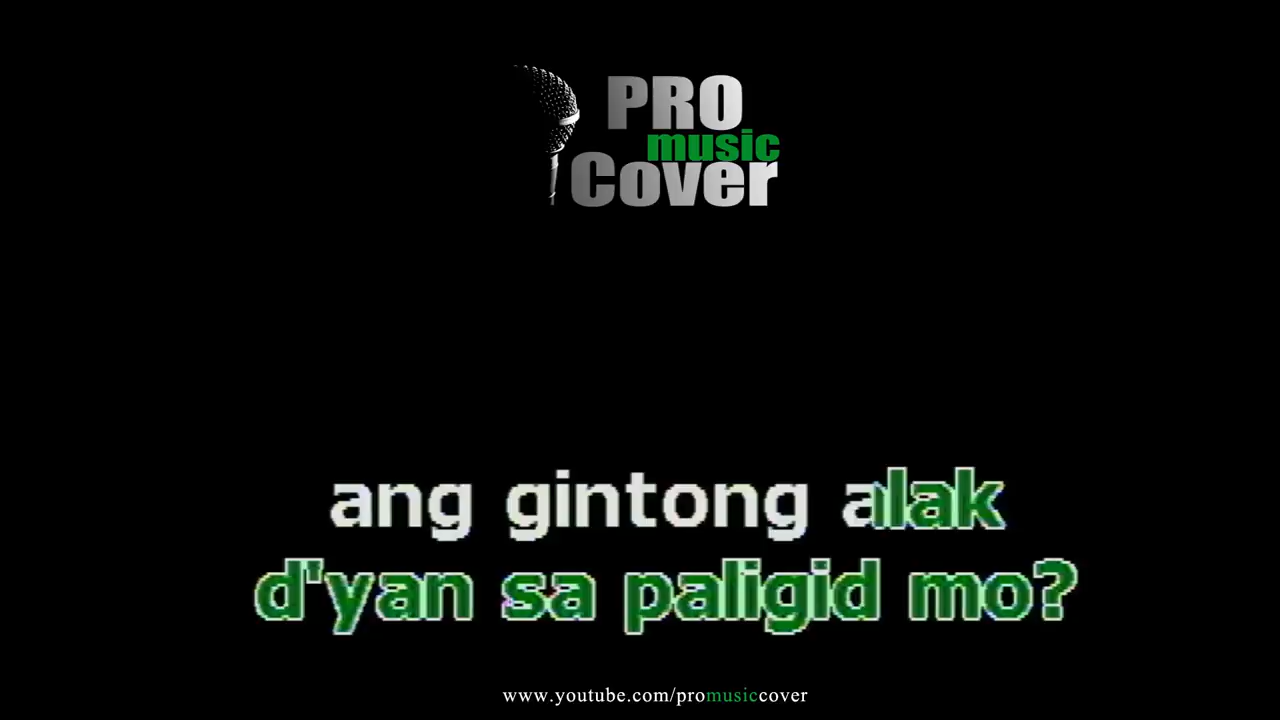 PRO
music
Cover
ang gintong alak
d'yan sa paligid mo?
www.youtube.com/promusiccover